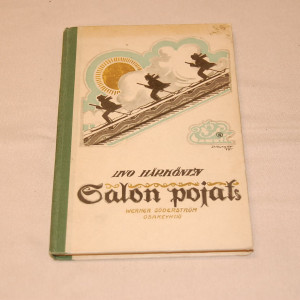 IIVO HÄRKÖNEN
Salon pojat
WERNER SÖDERSTRÖM
OSAKEYHTIÖ